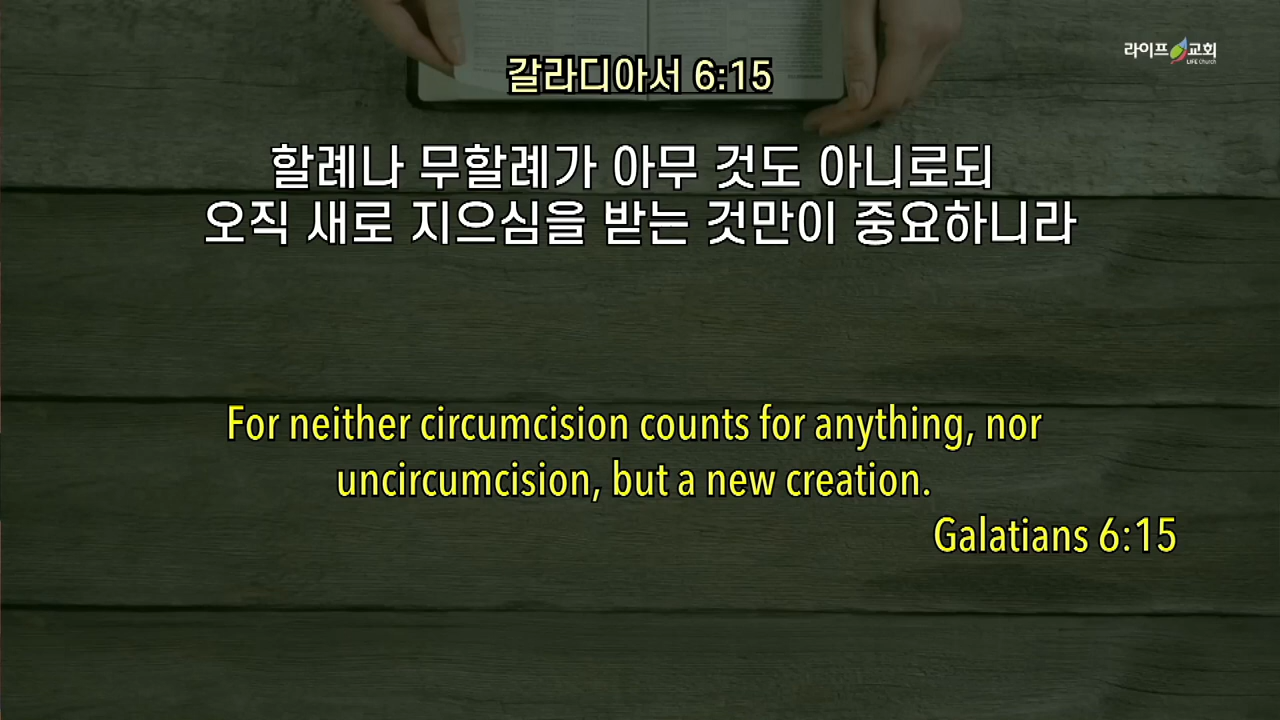 라이프 교회
LIFE Church
갈라디아서 6:15
할례나 무할례가 아무 것도 아니로되
오직 새로 지으심을 받는 것만이 중요하니라
For neither circumcision counts for anything, nor
uncircumcision, but a new creation.
Galatians 6:15